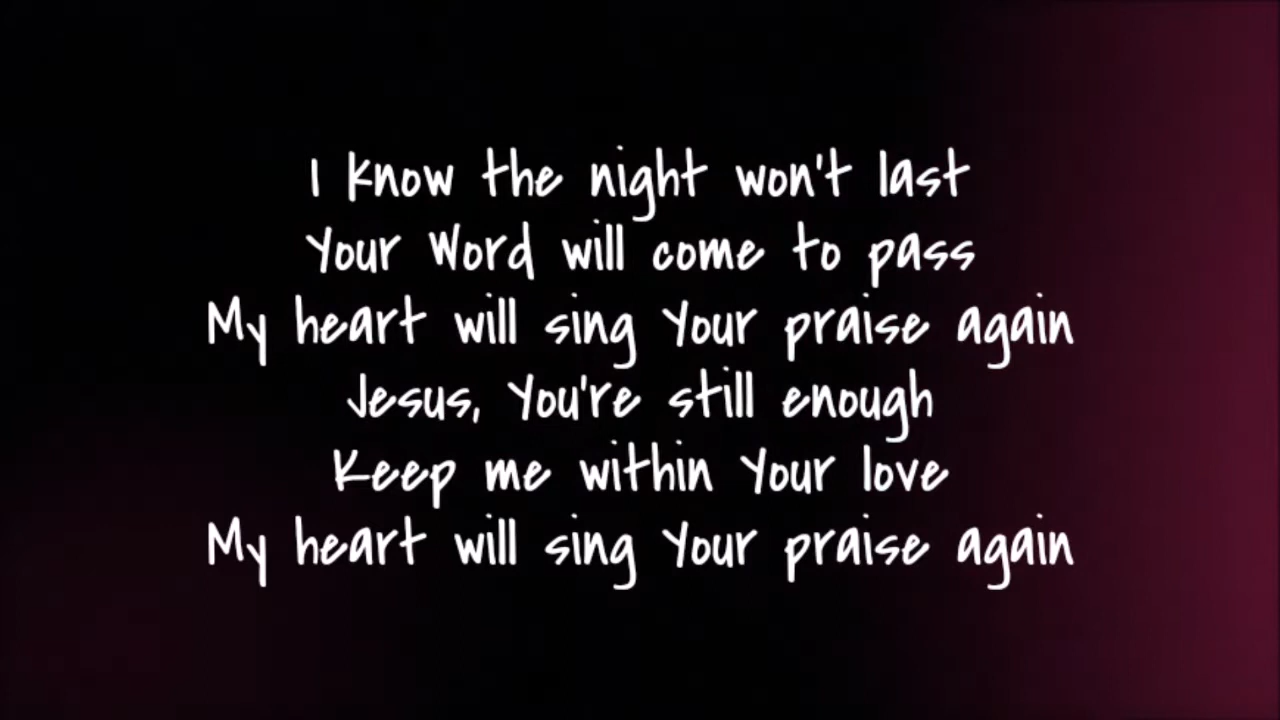 I know the night won't last
Your Word will come to pass
My heart will sing Your praise again
Jesus, You're still enough
Keep me within Your love
My heart will sing Your praise again